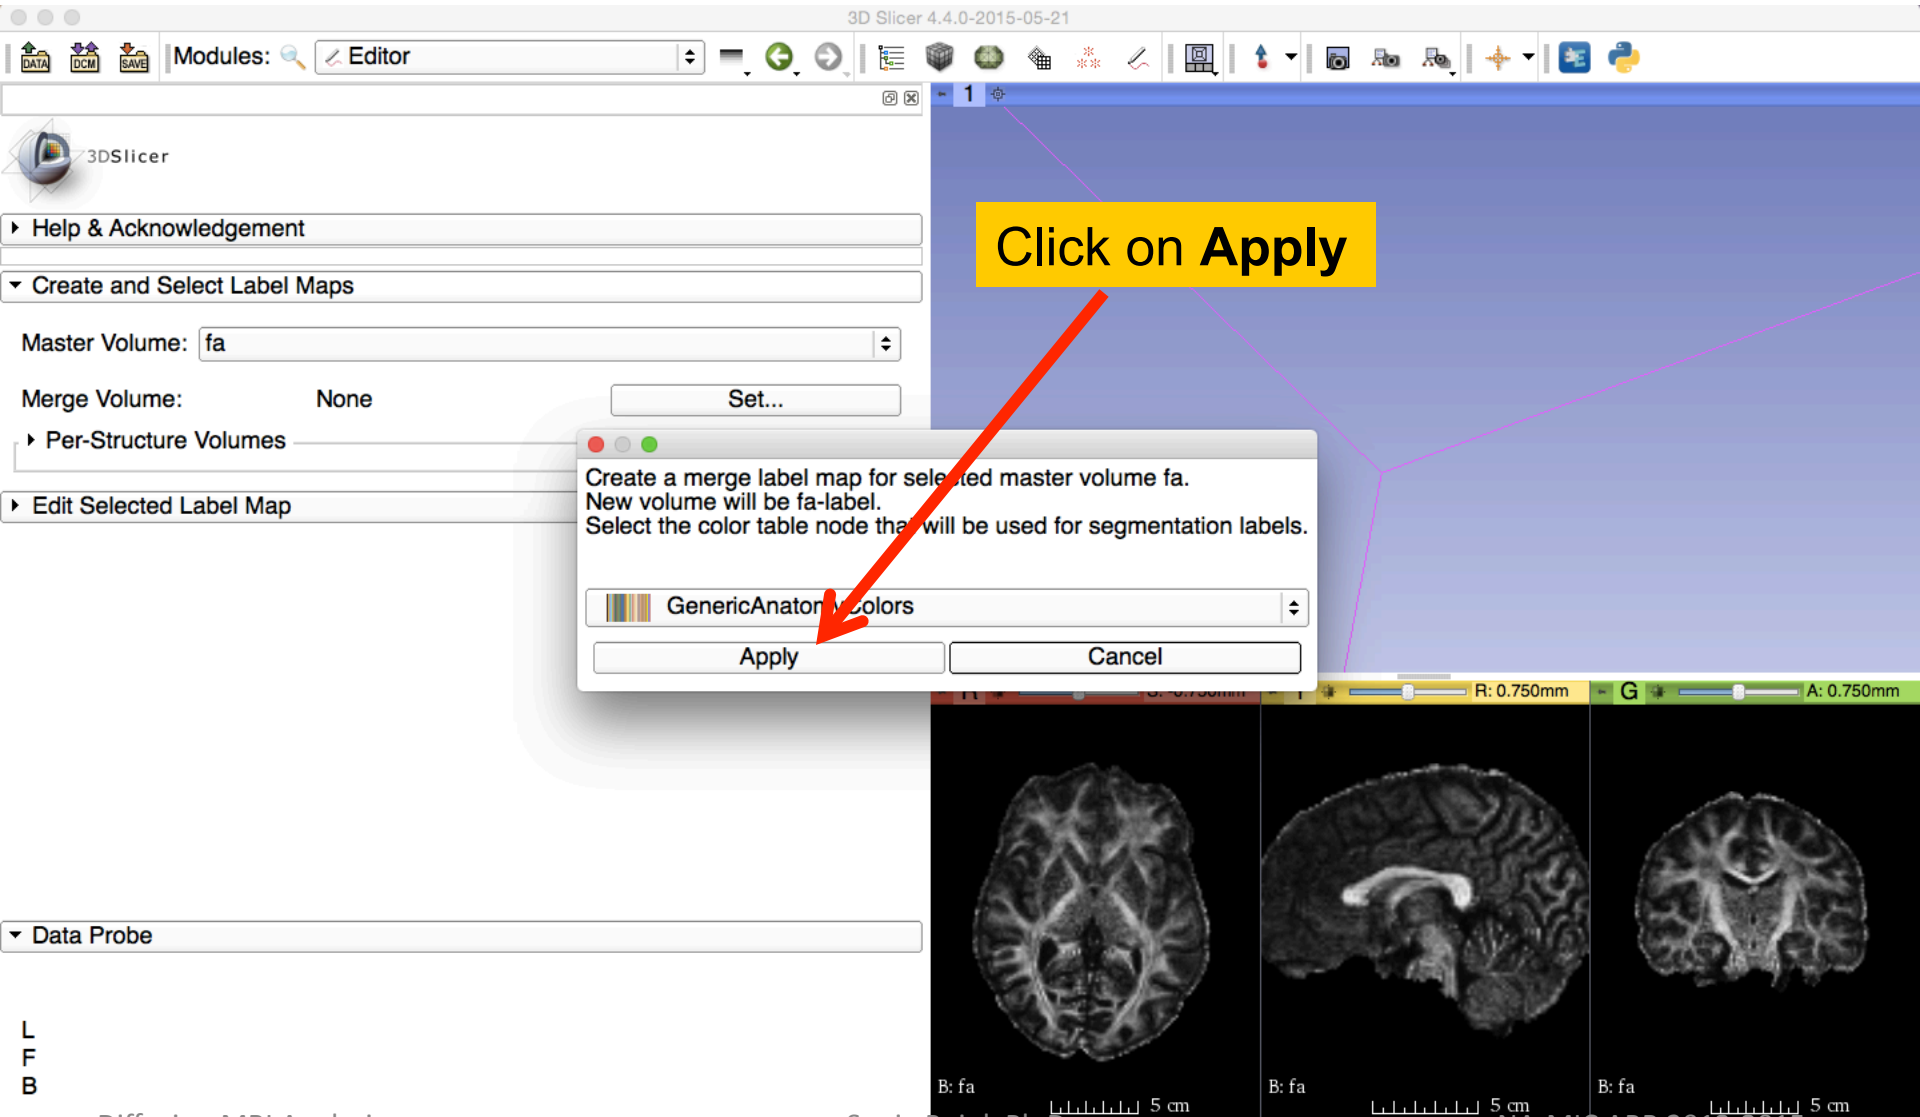 3D Slicer 4.4.0-2015-05-21
DATA DCM SAVE Modules: Editor
1
3DSlicer
Help & Acknowledgement
Click on Apply
Create and Select Label Maps
Master Volume: fa
Merge Volume: None Set...
Per-Structure Volumes
Edit Selected Label Map
Create a merge label map for selected master volume fa.
New volume will be fa-label.
Select the color table node that will be used for segmentation labels.
GenericAnatomyColors
Apply Cancel
R: 0.750mm
G A: 0.750mm
Data Probe
L
F
B
B: fa
5 cm
B: fa
5 cm
B: fa
5 cm